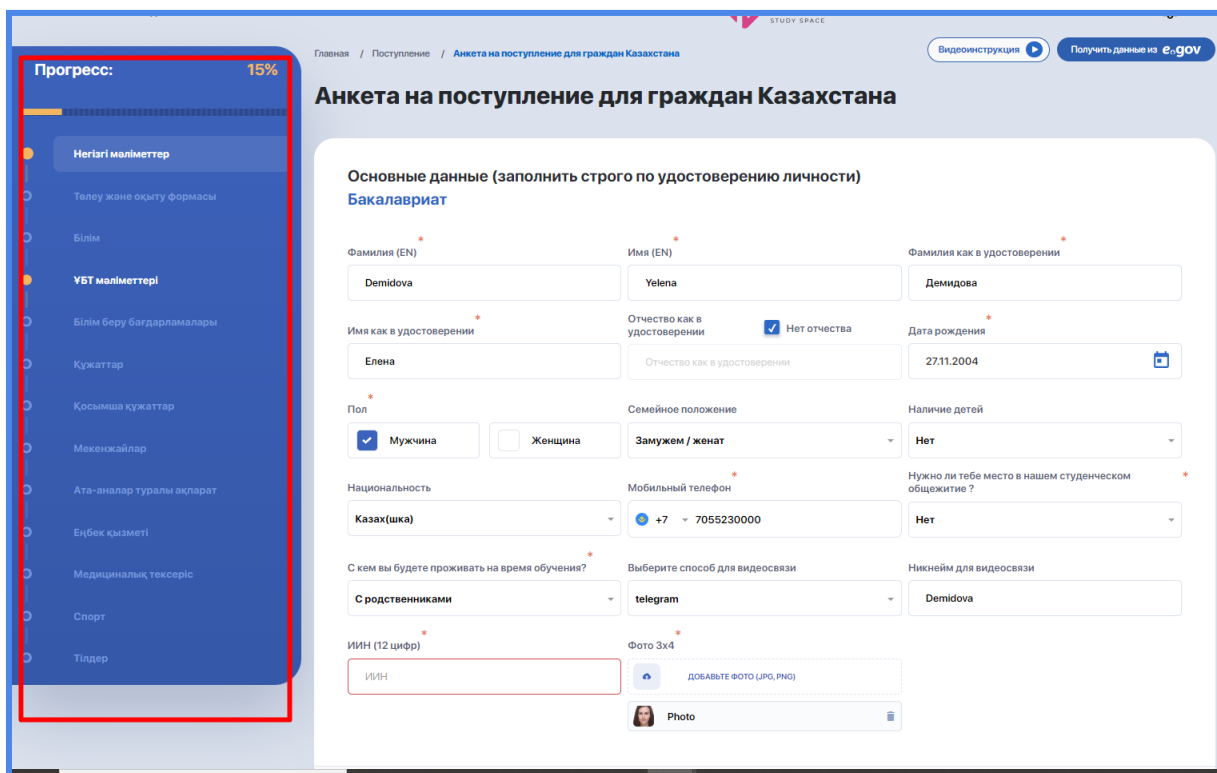 STUDY SPACE
Главная / Поступление / Анкета на поступление для граждан Казахстана
Видеоинструкция
Получить данные из egov
Прогресс: 15%
Негізгі мәліметтер
Төлеу және оқыту формасы
Білім
ҰБТ мәліметтері
Білім беру бағдарламалары
Құжаттар
Қосымша құжаттар
Мекенжайлар
Ата-аналар туралы ақпарат
Еңбек қызметі
Медициналық тексеріс
Спорт
Тілдер
Анкета на поступление для граждан Казахстана
Основные данные (заполнить строго по удостоверению личности)
Бакалавриат
Фамилия (EN) *
Demidova
Имя (EN) *
Yelena
Фамилия как в удостоверении *
Демидова
Имя как в удостоверении *
Елена
Отчество как в
удостоверении
Нет отчества
Отчество как в удостоверении
Дата рождения *
27.11.2004
Пол *
Мужчина
Женщина
Семейное положение
Замужем / женат
Наличие детей
Нет
Национальность
Казах(шка)
Мобильный телефон *
+7 7055230000
Нужно ли тебе место в нашем студенческом *
общежитие ?
Нет
С кем вы будете проживать на время обучения? *
С родственниками
Выберите способ для видеосвязи
telegram
Никнейм для видеосвязи
Demidova
ИИН (12 цифр) *
ИИН
Фото 3x4 *
ДОБАВЬТЕ ФОТО (JPG, PNG)
Photo